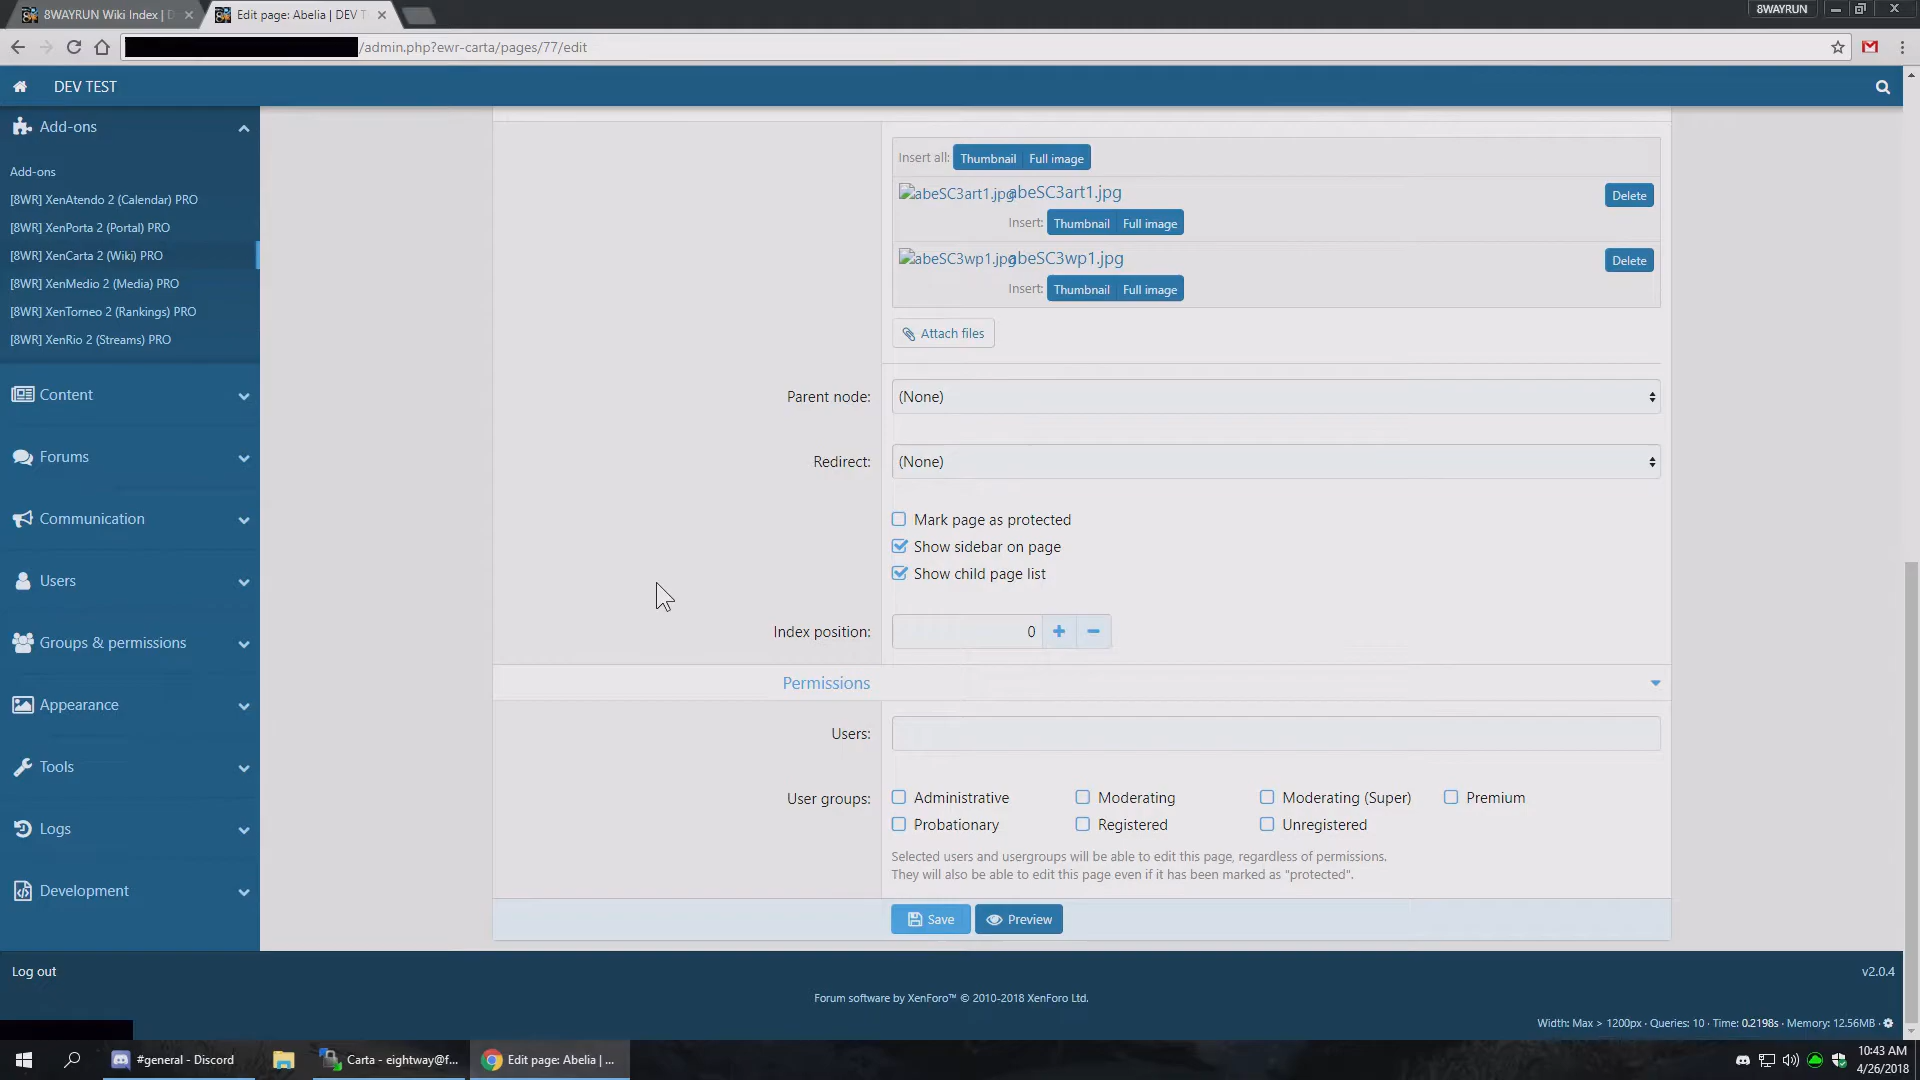 8WAYRUN Wiki Index | D
Edit page: Abelia | DEV T
8WAYRUN
/admin.php?ewr-carta/pages/77/edit
DEV TEST
Add-ons
Add-ons
[8WR] XenAtendo 2 (Calendar) PRO
[8WR] XenPorta 2 (Portal) PRO
[8WR] XenCarta 2 (Wiki) PRO
[8WR] XenMedio 2 (Media) PRO
[8WR] XenTorneo 2 (Rankings) PRO
[8WR] XenRio 2 (Streams) PRO
Content
Forums
Communication
Users
Groups & permissions
Appearance
Tools
Logs
Development
Insert all: Thumbnail Full image
abeSC3art1.jpg abeSC3art1.jpg Delete
Insert: Thumbnail Full image
abeSC3wp1.jpg abeSC3wp1.jpg Delete
Insert: Thumbnail Full image
Attach files
Parent node: (None)
Redirect: (None)
Mark page as protected
Show sidebar on page
Show child page list
Index position: 0
Permissions
Users:
User groups: Administrative Moderating Moderating (Super) Premium
Probationary Registered Unregistered
Selected users and usergroups will be able to edit this page, regardless of permissions.
They will also be able to edit this page even if it has been marked as "protected".
Save Preview
Log out v2.0.4
Forum software by XenForo™ © 2010-2018 XenForo Ltd.
Width: Max > 1200px · Queries: 10 · Time: 0.2198s · Memory: 12.56MB ·
#general - Discord
Carta - eightway@f...
Edit page: Abelia | ...
10:43 AM
4/26/2018